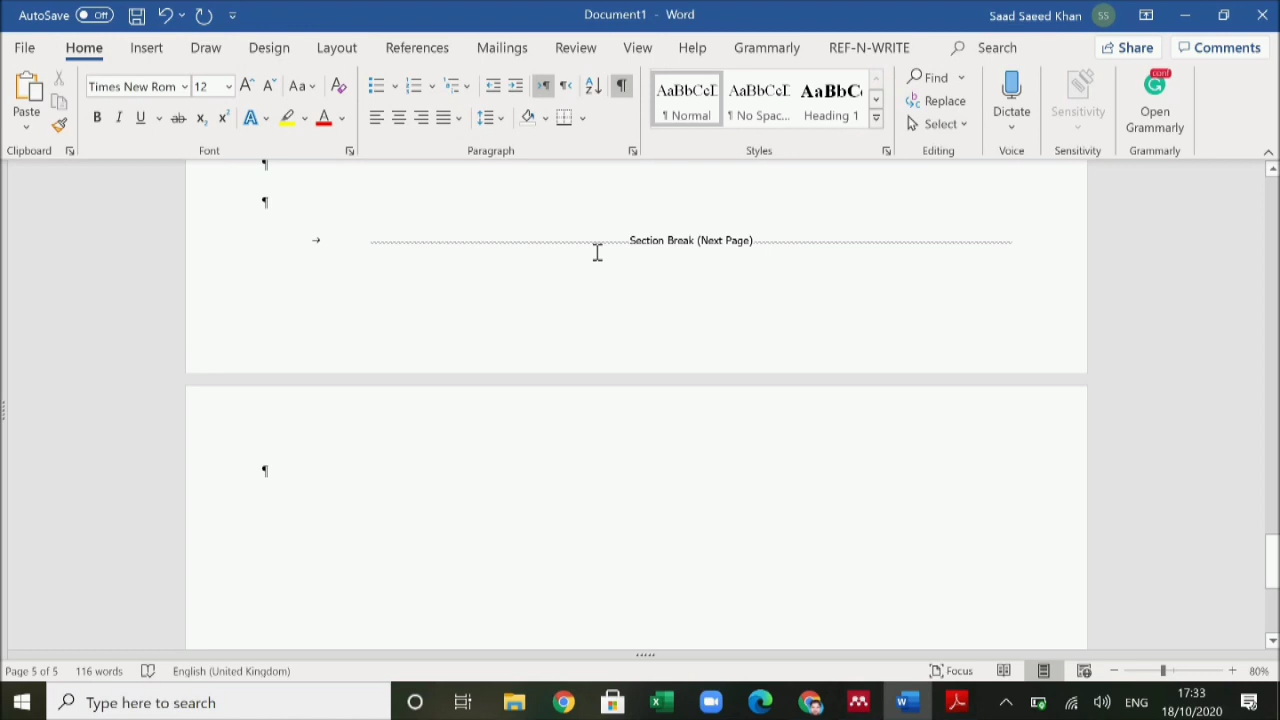 AutoSave Off Document1 - Word Saad Saeed Khan SS
File Home Insert Draw Design Layout References Mailings Review View Help Grammarly REF-N-WRITE Search Share Comments
Times New Rom 12 Aa AaBbCcI AaBbCcI AaBbC Find
Paste Replace Dictate Sensitivity Open
B I U ab x₂ x² A A ¶ Normal ¶ No Spac... Heading 1 Select Grammarly
Clipboard Font Paragraph Styles Editing Voice Sensitivity Grammarly
¶
¶
Section Break (Next Page)
¶
Page 5 of 5 116 words English (United Kingdom) Focus 80%
Type here to search ENG 17:33
18/10/2020